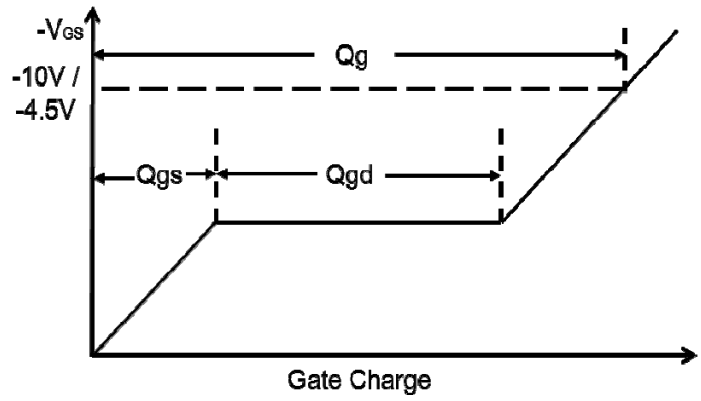 -VGS
Qg
-10V /
-4.5V
Qgs
Qgd
Gate Charge